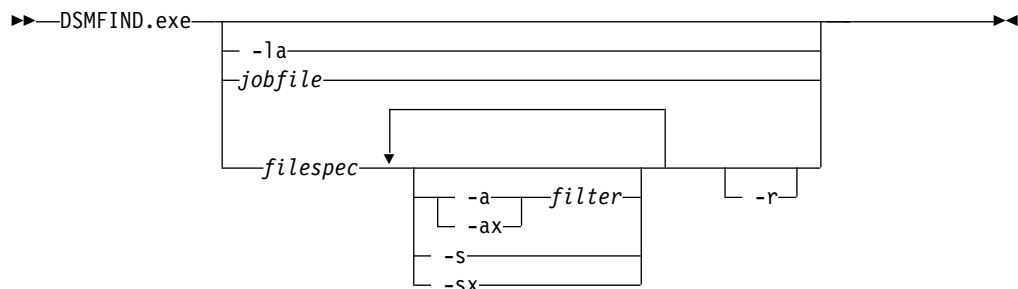 DSMFIND.exe
-la
jobfile
filespec
-a filter
-ax
-r
-s
-sx